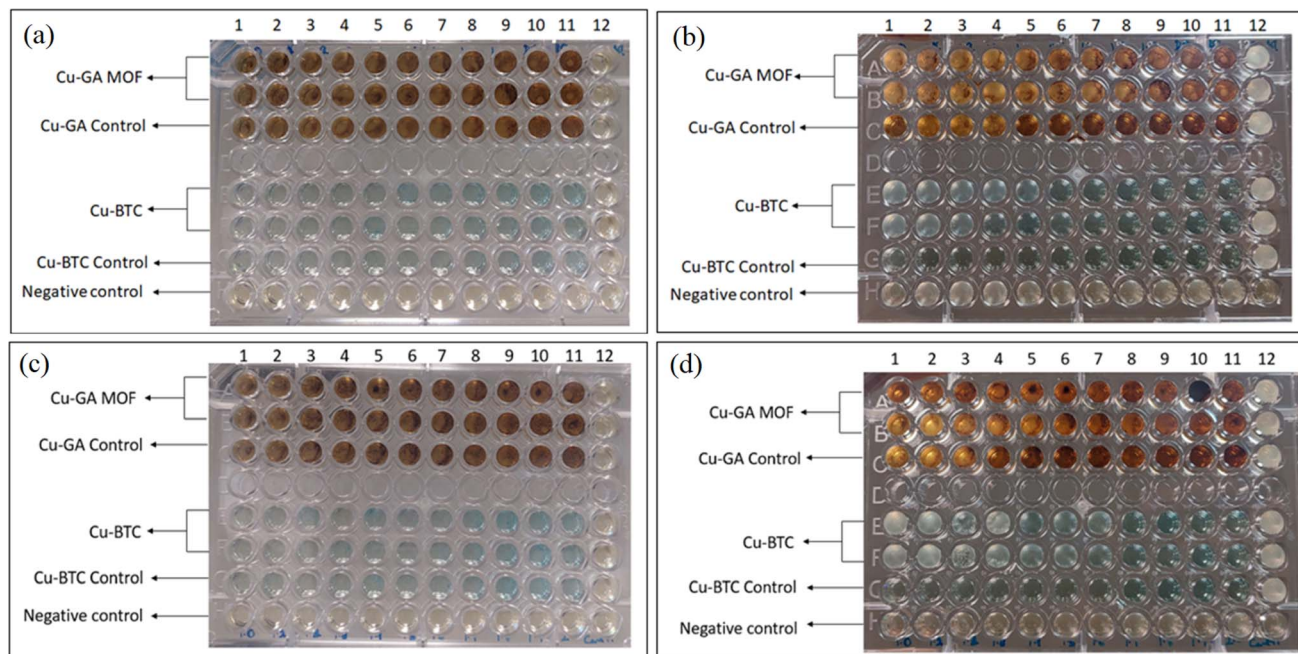 (a)
1 2 3 4 5 6 7 8 9 10 11 12
Cu-GA MOF
Cu-GA Control
Cu-BTC
Cu-BTC Control
Negative control
(b)
1 2 3 4 5 6 7 8 9 10 11 12
Cu-GA MOF
Cu-GA Control
Cu-BTC
Cu-BTC Control
Negative control
A
B
C
D
E
F
G
H
(c)
1 2 3 4 5 6 7 8 9 10 11 12
Cu-GA MOF
Cu-GA Control
Cu-BTC
Cu-BTC Control
Negative control
(d)
1 2 3 4 5 6 7 8 9 10 11 12
Cu-GA MOF
Cu-GA Control
Cu-BTC
Cu-BTC Control
Negative control
A
B
C
D
E
F